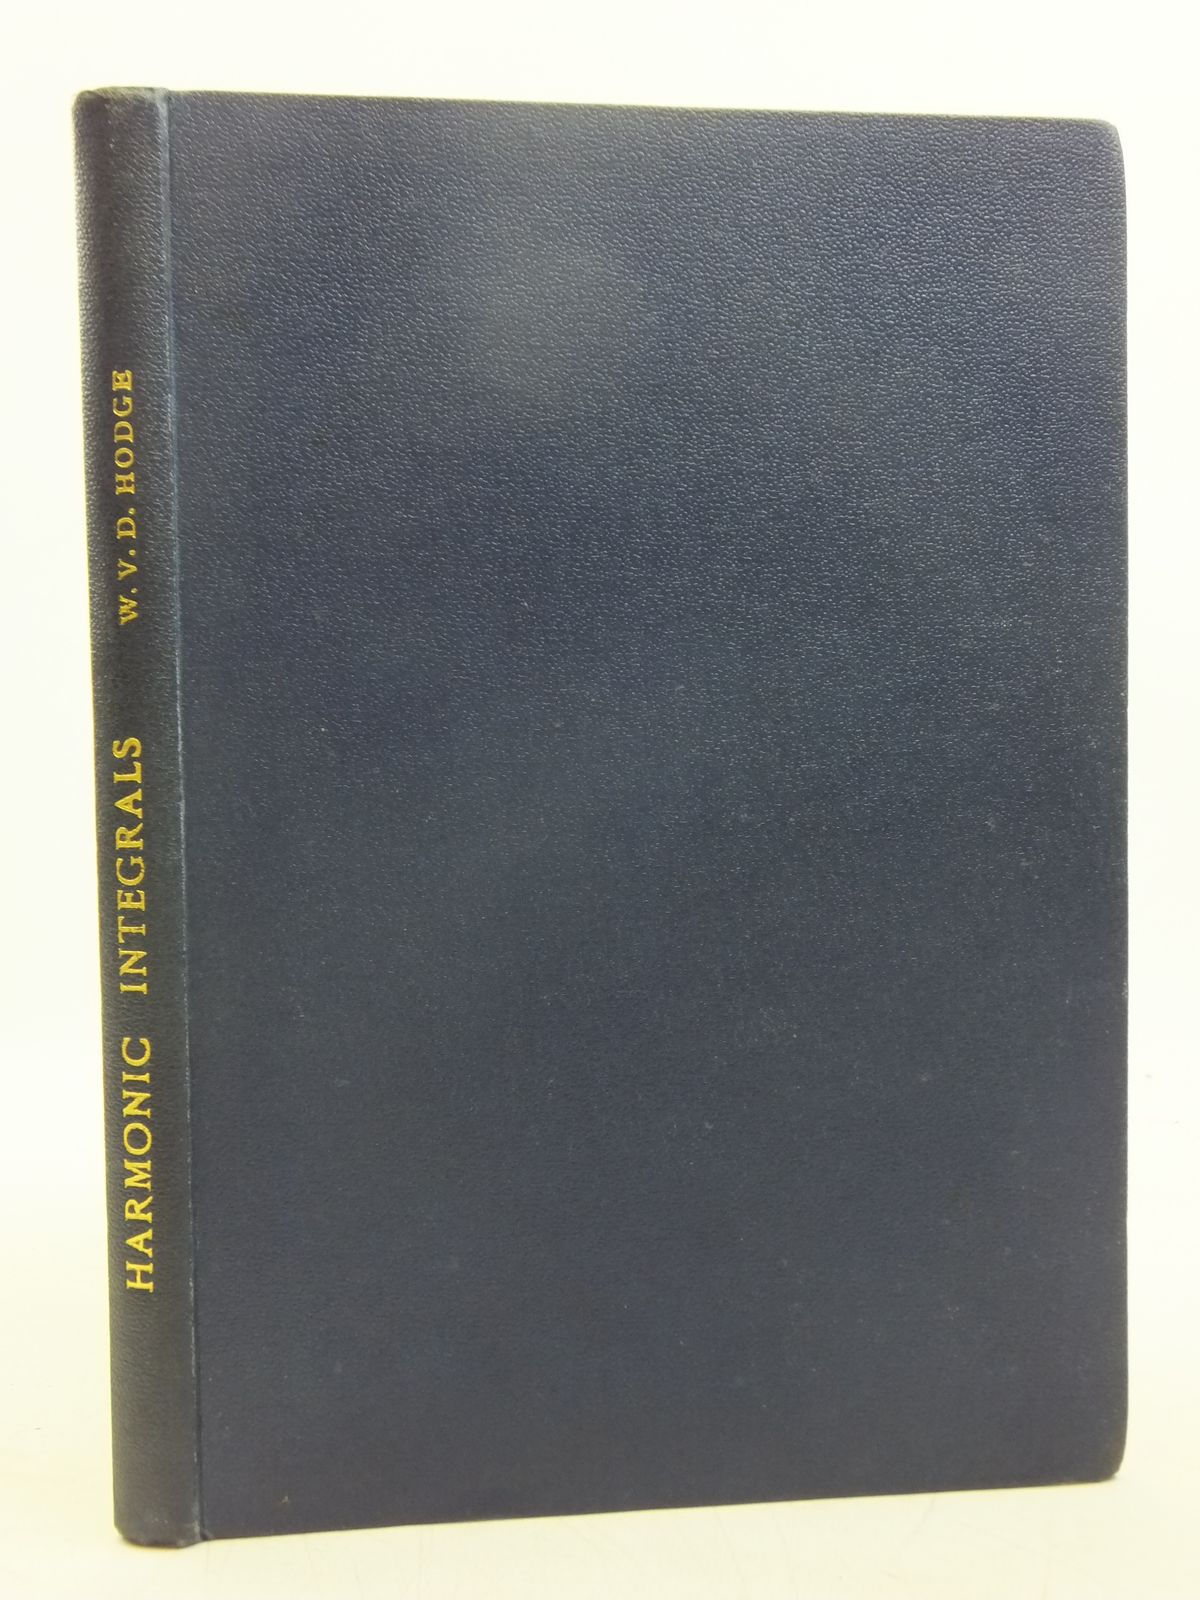 HARMONIC INTEGRALS W. V. D. HODGE